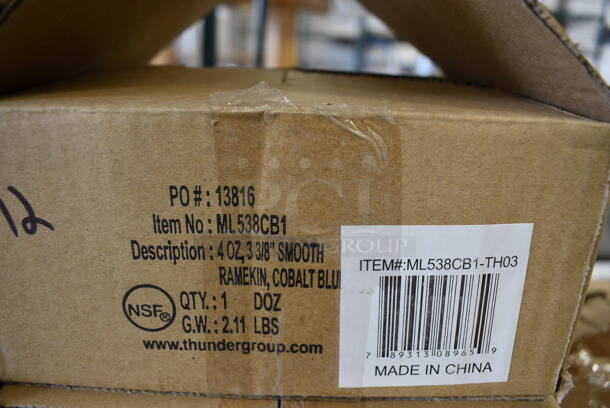 12
PO #: 13816
Item No: ML538CB1
Description: 4 OZ, 3 3/8" SMOOTH
RAMEKIN, COBALT BLU
NSF®
QTY.: 1 DOZ
G.W.: 2.11 LBS
www.thundergroup.com
ITEM#:ML538CB1-TH03
7 89313 08965 9
MADE IN CHINA